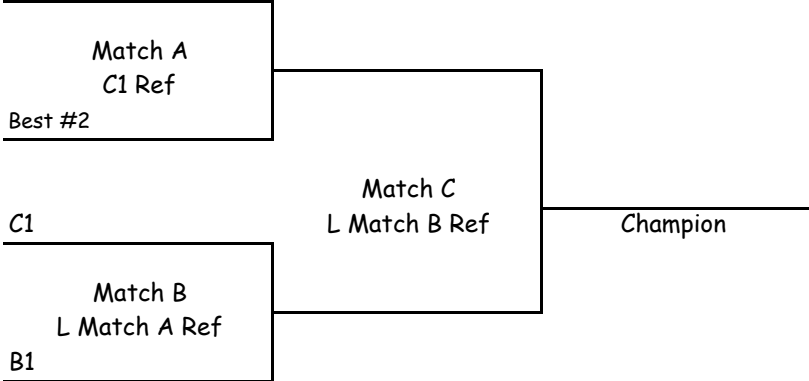 Match A
C1 Ref
Best #2
Match C
L Match B Ref
C1
Champion
Match B
L Match A Ref
B1